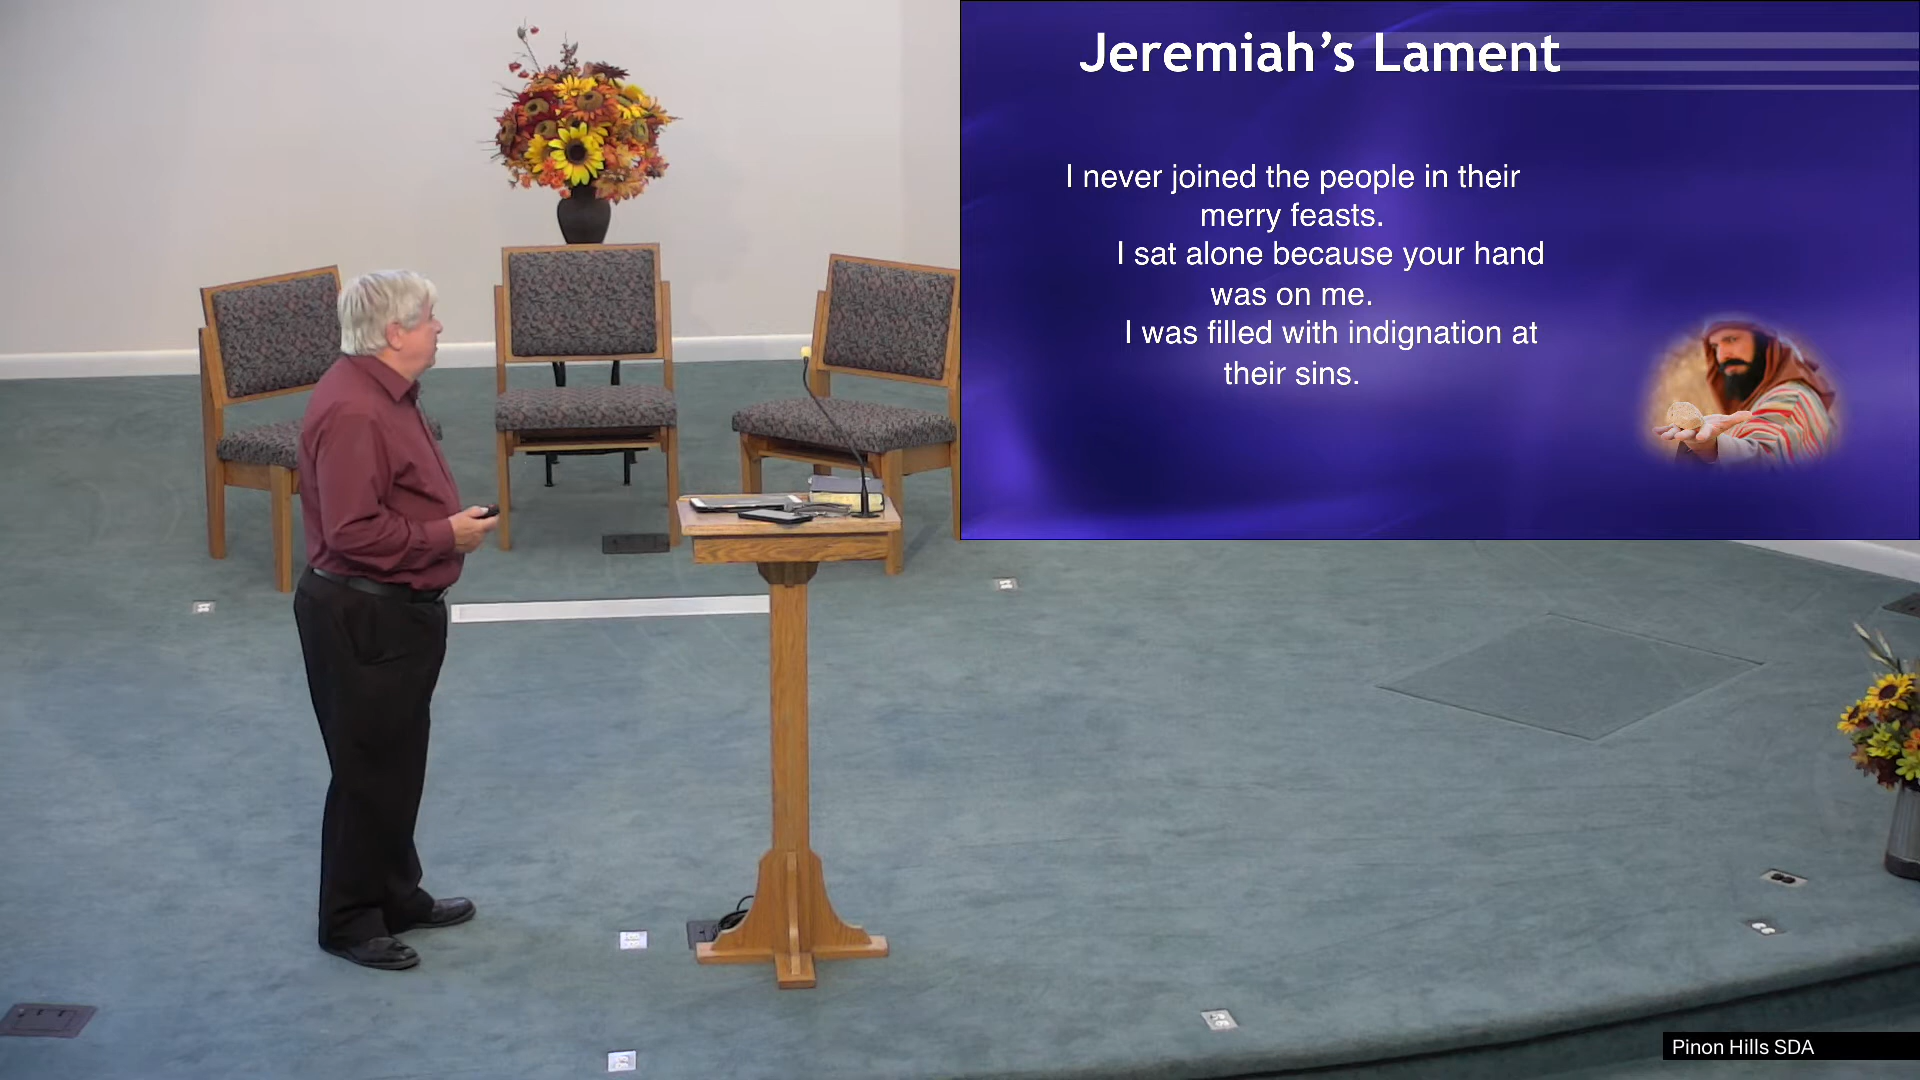 Jeremiah’s Lament
I never joined the people in their
merry feasts.
I sat alone because your hand
was on me.
I was filled with indignation at
their sins.
Pinon Hills SDA